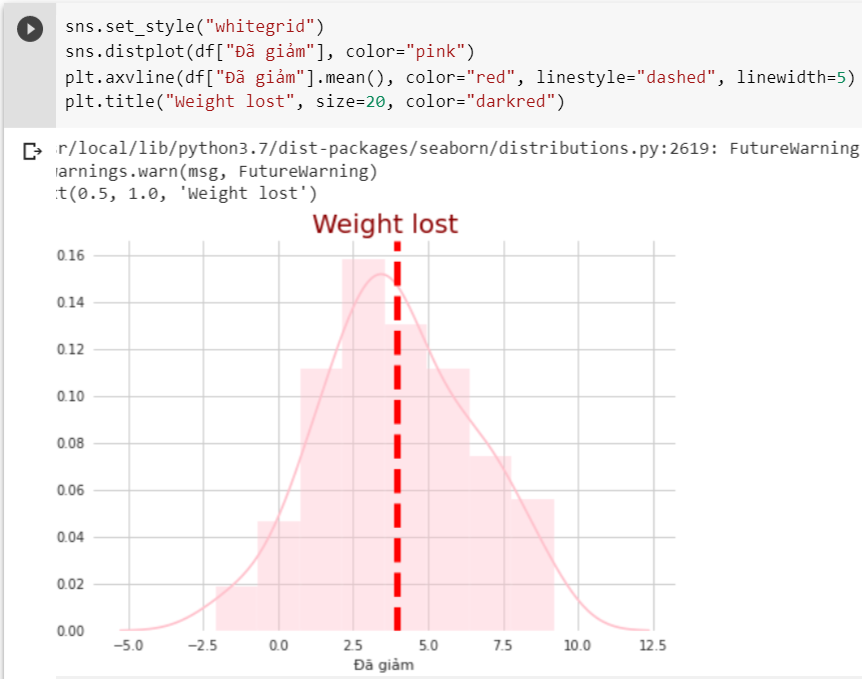 sns.set_style("whitegrid")
sns.distplot(df["Đã giảm"], color="pink")
plt.axvline(df["Đã giảm"].mean(), color="red", linestyle="dashed", linewidth=5)
plt.title("Weight lost", size=20, color="darkred")
r/local/lib/python3.7/dist-packages/seaborn/distributions.py:2619: FutureWarning
warnings.warn(msg, FutureWarning)
xt(0.5, 1.0, 'Weight lost')
Weight lost
0.16
0.14
0.12
0.10
0.08
0.06
0.04
0.02
0.00
−5.0 −2.5 0.0 2.5 5.0 7.5 10.0 12.5
Đã giảm